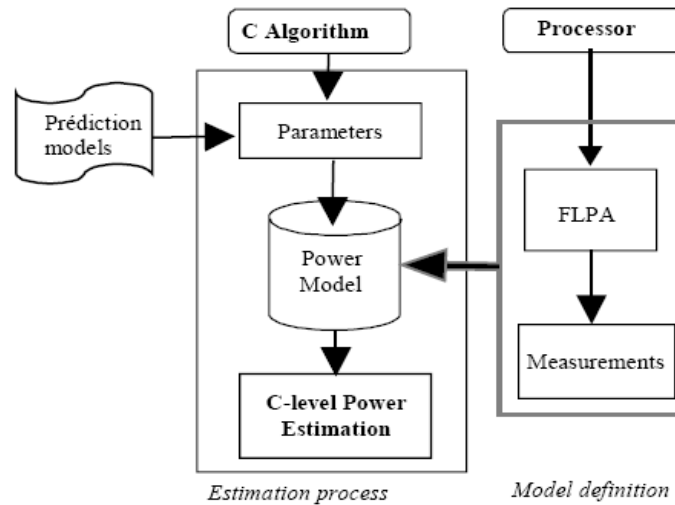 C Algorithm
Processor
Prédiction
models
Parameters
FLPA
Power
Model
Measurements
C-level Power
Estimation
Estimation process
Model definition